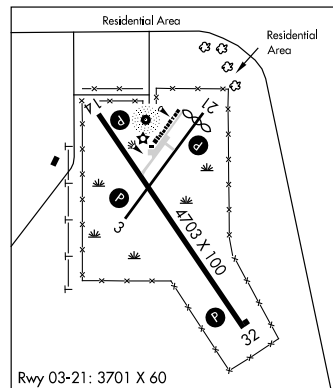 Residential Area
Residential
Area
14
21
P
P
P
3
4703 X 100
P
32
Rwy 03-21: 3701 X 60